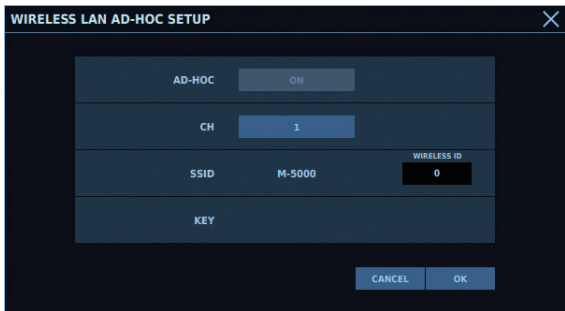 WIRELESS LAN AD-HOC SETUP
AD-HOC ON
CH 1
WIRELESS ID
SSID M-5000 0
KEY
CANCEL OK